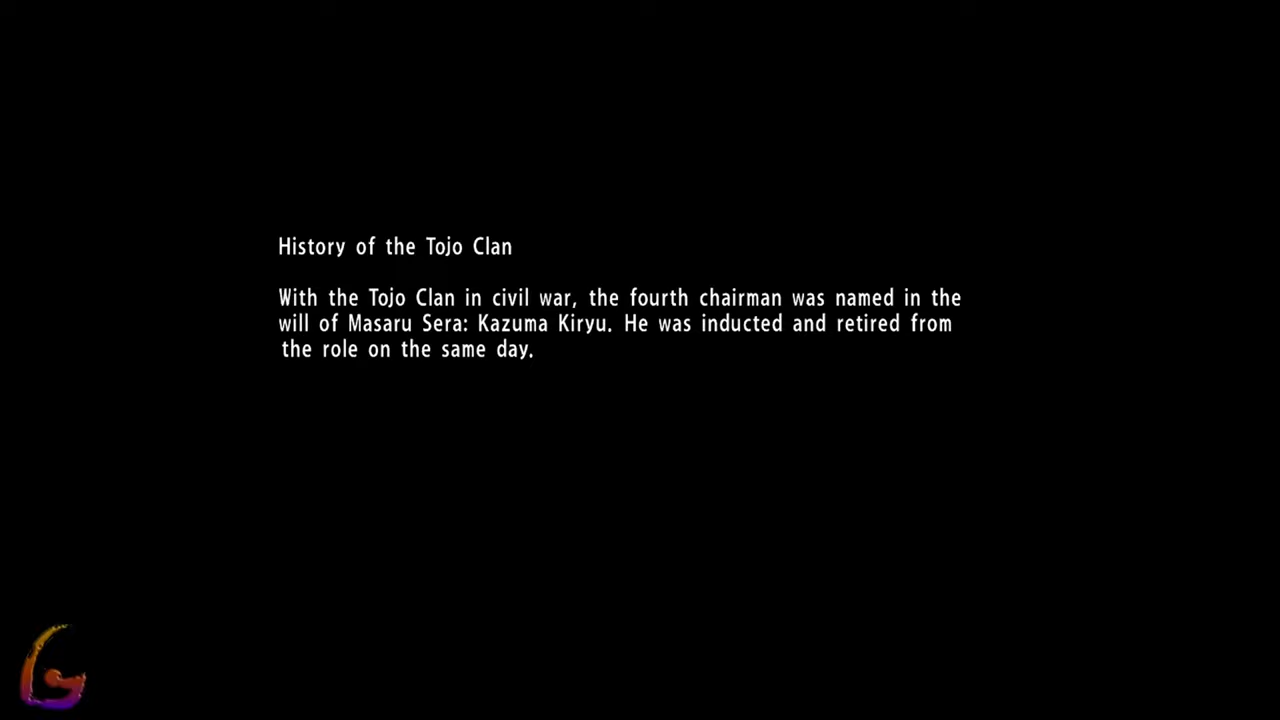 History of the Tojo Clan
With the Tojo Clan in civil war, the fourth chairman was named in the
will of Masaru Sera: Kazuma Kiryu. He was inducted and retired from
the role on the same day.